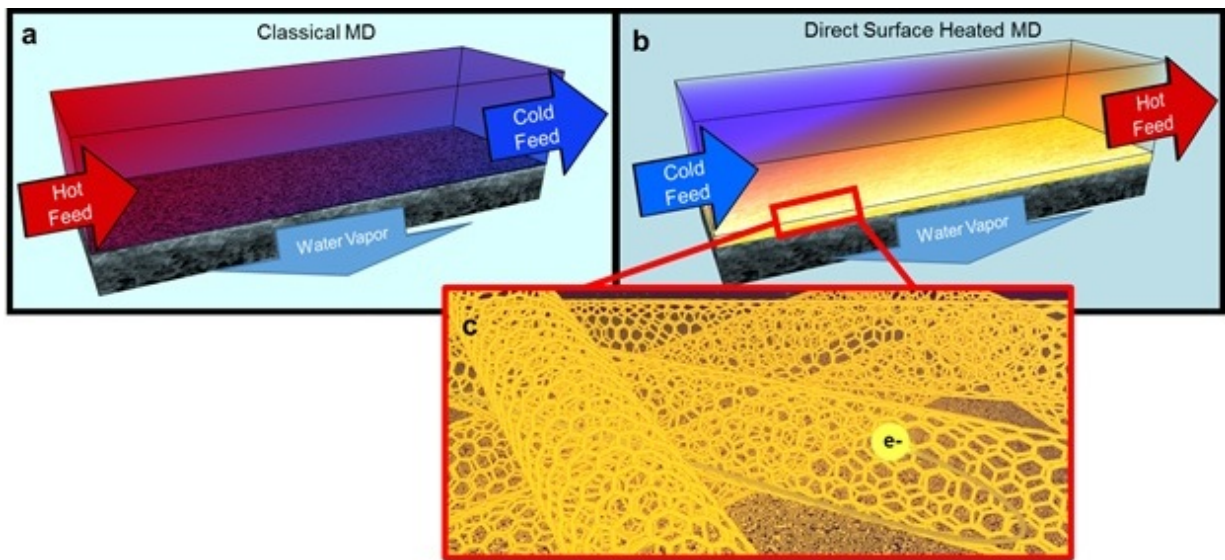 a
Classical MD
Hot
Feed
Cold
Feed
Water Vapor
b
Direct Surface Heated MD
Cold
Feed
Hot
Feed
Water Vapor
c
e-